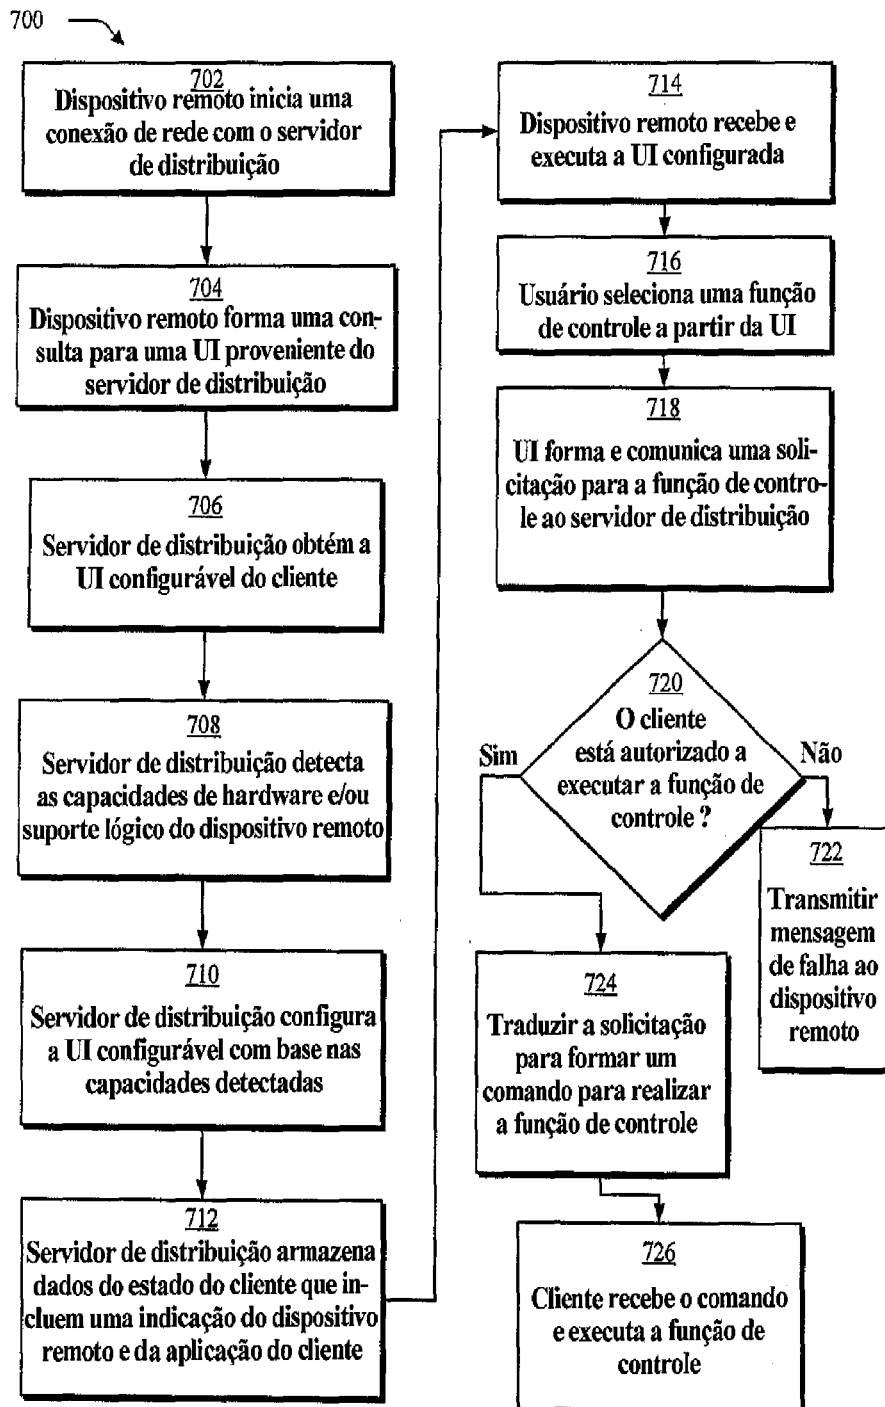 700
702
Dispositivo remoto inicia uma
conexão de rede com o servidor
de distribuição
704
Dispositivo remoto forma uma con-
sulta para uma UI proveniente do
servidor de distribuição
706
Servidor de distribuição obtém a
UI configurável do cliente
708
Servidor de distribuição detecta
as capacidades de hardware e/ou
suporte lógico do dispositivo remoto
710
Servidor de distribuição configura
a UI configurável com base nas
capacidades detectadas
712
Servidor de distribuição armazena
dados do estado do cliente que in-
cluem uma indicação do dispositivo
remoto e da aplicação do cliente
714
Dispositivo remoto recebe e
executa a UI configurada
716
Usuário seleciona uma função
de controle a partir da UI
718
UI forma e comunica uma soli-
citação para a função de contro-
le ao servidor de distribuição
720
O cliente
está autorizado a
executar a função de
controle ?
Sim
Não
722
Transmitir
mensagem
de falha ao
dispositivo
remoto
724
Traduzir a solicitação
para formar um
comando para realizar
a função de controle
726
Cliente recebe o comando
e executa a função de
controle